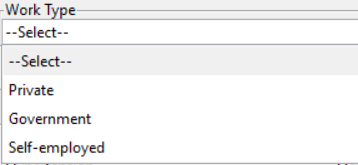 Work Type
--Select--
--Select--
Private
Government
Self-employed